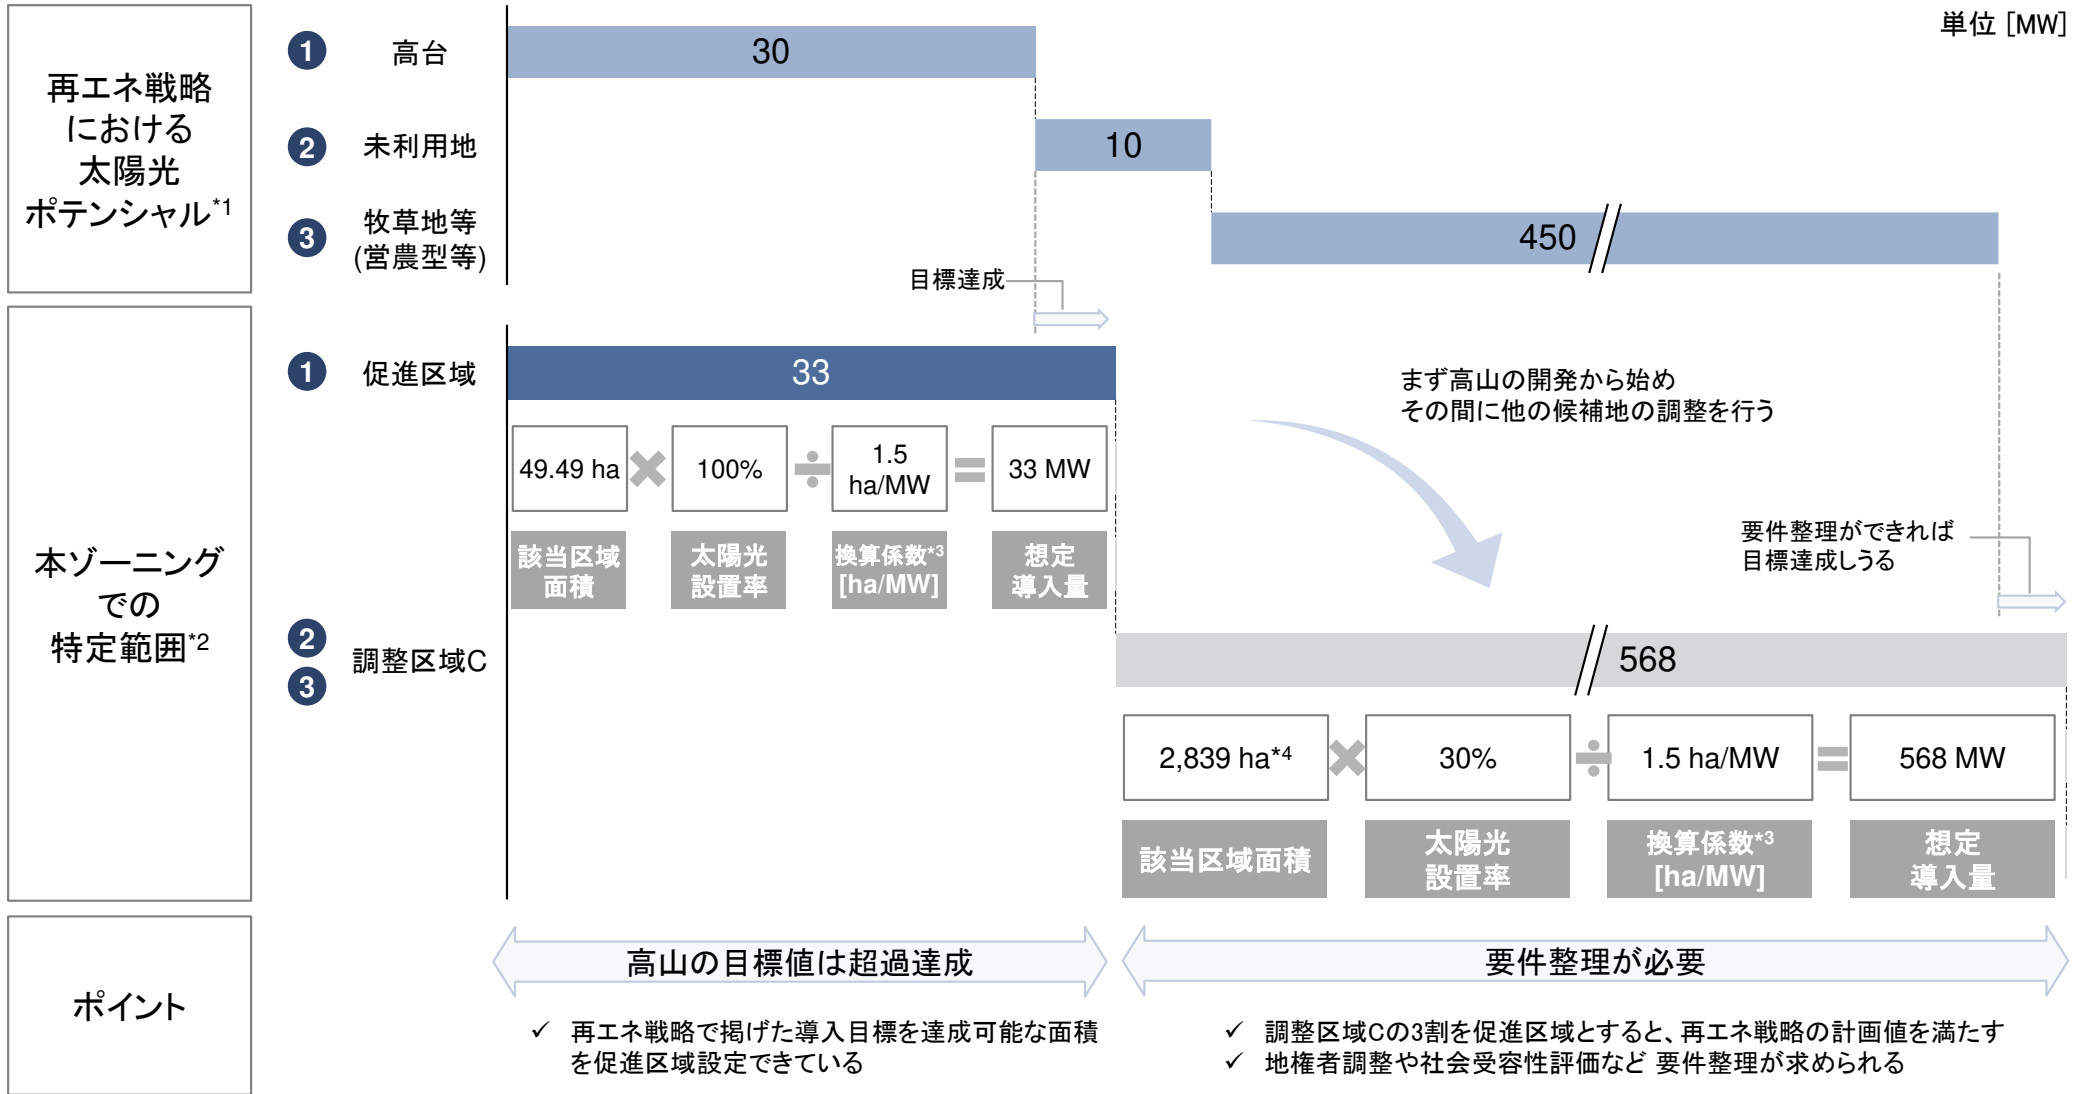 単位 [MW]
再エネ戦略
における
太陽光
ポテンシャル*1
1
高台
30
2
未利用地
10
3
牧草地等
(営農型等)
450
目標達成
本ゾーニング
での
特定範囲*2
1
促進区域
33
まず高山の開発から始め
その間に他の候補地の調整を行う
49.49 ha
×
100%
÷
1.5
ha/MW
=
33 MW
該当区域
面積
太陽光
設置率
換算係数*3
[ha/MW]
想定
導入量
要件整理ができれば
目標達成しうる
2
3
調整区域C
568
2,839 ha*4
×
30%
÷
1.5 ha/MW
=
568 MW
該当区域面積
太陽光
設置率
換算係数*3
[ha/MW]
想定
導入量
ポイント
高山の目標値は超過達成
✓ 再エネ戦略で掲げた導入目標を達成可能な面積
を促進区域設定できている
要件整理が必要
✓ 調整区域Cの3割を促進区域とすると、再エネ戦略の計画値を満たす
✓ 地権者調整や社会受容性評価など 要件整理が求められる